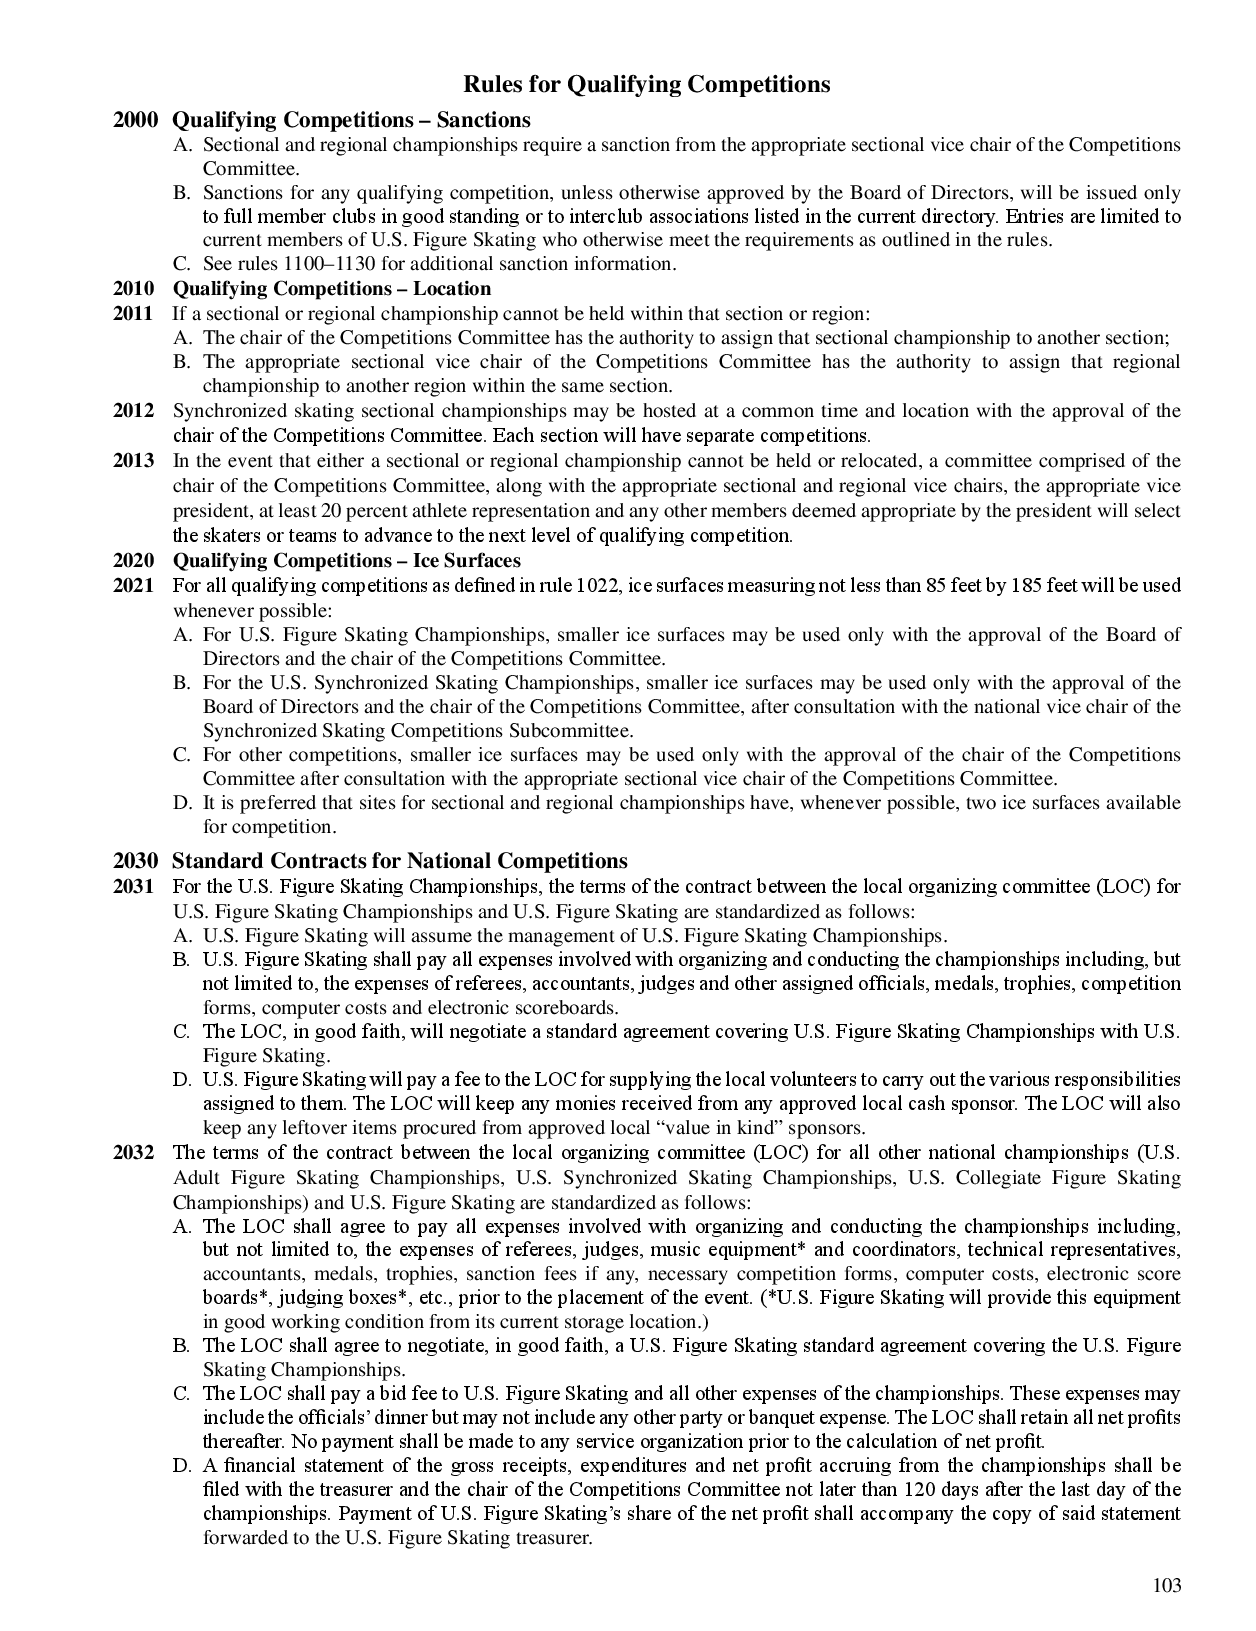 Rules for Qualifying Competitions
2000 Qualifying Competitions – Sanctions
A. Sectional and regional championships require a sanction from the appropriate sectional vice chair of the Competitions
Committee.
B. Sanctions for any qualifying competition, unless otherwise approved by the Board of Directors, will be issued only
to full member clubs in good standing or to interclub associations listed in the current directory. Entries are limited to
current members of U.S. Figure Skating who otherwise meet the requirements as outlined in the rules.
C. See rules 1100–1130 for additional sanction information.
2010 Qualifying Competitions – Location
2011 If a sectional or regional championship cannot be held within that section or region:
A. The chair of the Competitions Committee has the authority to assign that sectional championship to another section;
B. The appropriate sectional vice chair of the Competitions Committee has the authority to assign that regional
championship to another region within the same section.
2012 Synchronized skating sectional championships may be hosted at a common time and location with the approval of the
chair of the Competitions Committee. Each section will have separate competitions.
2013 In the event that either a sectional or regional championship cannot be held or relocated, a committee comprised of the
chair of the Competitions Committee, along with the appropriate sectional and regional vice chairs, the appropriate vice
president, at least 20 percent athlete representation and any other members deemed appropriate by the president will select
the skaters or teams to advance to the next level of qualifying competition.
2020 Qualifying Competitions – Ice Surfaces
2021 For all qualifying competitions as defined in rule 1022, ice surfaces measuring not less than 85 feet by 185 feet will be used
whenever possible:
A. For U.S. Figure Skating Championships, smaller ice surfaces may be used only with the approval of the Board of
Directors and the chair of the Competitions Committee.
B. For the U.S. Synchronized Skating Championships, smaller ice surfaces may be used only with the approval of the
Board of Directors and the chair of the Competitions Committee, after consultation with the national vice chair of the
Synchronized Skating Competitions Subcommittee.
C. For other competitions, smaller ice surfaces may be used only with the approval of the chair of the Competitions
Committee after consultation with the appropriate sectional vice chair of the Competitions Committee.
D. It is preferred that sites for sectional and regional championships have, whenever possible, two ice surfaces available
for competition.
2030 Standard Contracts for National Competitions
2031 For the U.S. Figure Skating Championships, the terms of the contract between the local organizing committee (LOC) for
U.S. Figure Skating Championships and U.S. Figure Skating are standardized as follows:
A. U.S. Figure Skating will assume the management of U.S. Figure Skating Championships.
B. U.S. Figure Skating shall pay all expenses involved with organizing and conducting the championships including, but
not limited to, the expenses of referees, accountants, judges and other assigned officials, medals, trophies, competition
forms, computer costs and electronic scoreboards.
C. The LOC, in good faith, will negotiate a standard agreement covering U.S. Figure Skating Championships with U.S.
Figure Skating.
D. U.S. Figure Skating will pay a fee to the LOC for supplying the local volunteers to carry out the various responsibilities
assigned to them. The LOC will keep any monies received from any approved local cash sponsor. The LOC will also
keep any leftover items procured from approved local “value in kind” sponsors.
2032 The terms of the contract between the local organizing committee (LOC) for all other national championships (U.S.
Adult Figure Skating Championships, U.S. Synchronized Skating Championships, U.S. Collegiate Figure Skating
Championships) and U.S. Figure Skating are standardized as follows:
A. The LOC shall agree to pay all expenses involved with organizing and conducting the championships including,
but not limited to, the expenses of referees, judges, music equipment* and coordinators, technical representatives,
accountants, medals, trophies, sanction fees if any, necessary competition forms, computer costs, electronic score
boards*, judging boxes*, etc., prior to the placement of the event. (*U.S. Figure Skating will provide this equipment
in good working condition from its current storage location.)
B. The LOC shall agree to negotiate, in good faith, a U.S. Figure Skating standard agreement covering the U.S. Figure
Skating Championships.
C. The LOC shall pay a bid fee to U.S. Figure Skating and all other expenses of the championships. These expenses may
include the officials’ dinner but may not include any other party or banquet expense. The LOC shall retain all net profits
thereafter. No payment shall be made to any service organization prior to the calculation of net profit.
D. A financial statement of the gross receipts, expenditures and net profit accruing from the championships shall be
filed with the treasurer and the chair of the Competitions Committee not later than 120 days after the last day of the
championships. Payment of U.S. Figure Skating’s share of the net profit shall accompany the copy of said statement
forwarded to the U.S. Figure Skating treasurer.
103